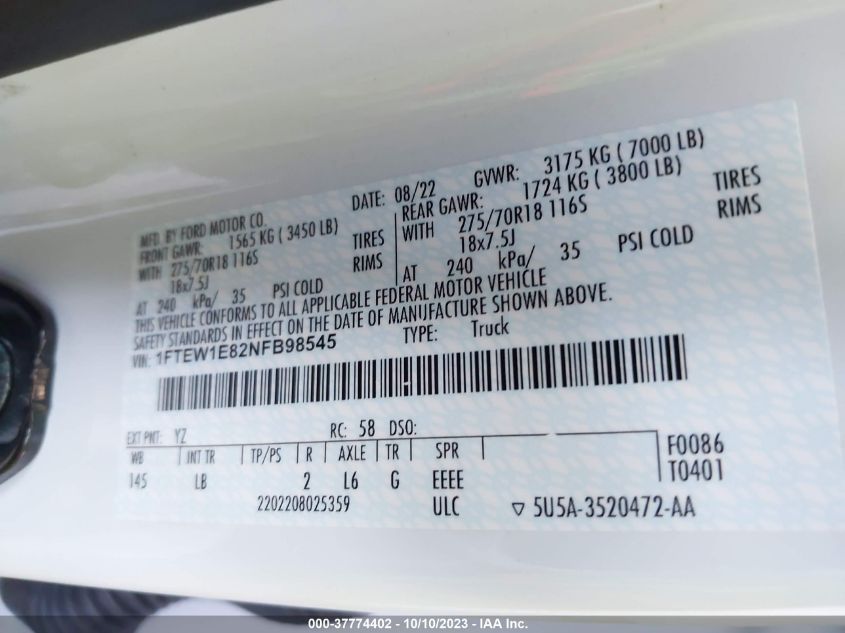 MFD. BY FORD MOTOR CO. DATE: 08/22 GVWR: 3175 KG ( 7000 LB)
FRONT GAWR: 1565 KG ( 3450 LB) REAR GAWR: 1724 KG ( 3800 LB)
WITH 275/70R18 116S TIRES WITH 275/70R18 116S TIRES
18x7.5J RIMS 18x7.5J RIMS
AT 240 kPa/ 35 PSI COLD AT 240 kPa/ 35 PSI COLD
THIS VEHICLE CONFORMS TO ALL APPLICABLE FEDERAL MOTOR VEHICLE
SAFETY STANDARDS IN EFFECT ON THE DATE OF MANUFACTURE SHOWN ABOVE.
VIN: 1FTEW1E82NFB98545 TYPE: Truck
EXT PNT: YZ RC: 58 DSO:
WB INT TR TP/PS R AXLE TR SPR F0086
145 LB 2 L6 G EEEE T0401
2202208025359 ULC ▽ 5U5A-3520472-AA
000-37774402 - 10/10/2023 - IAA Inc.